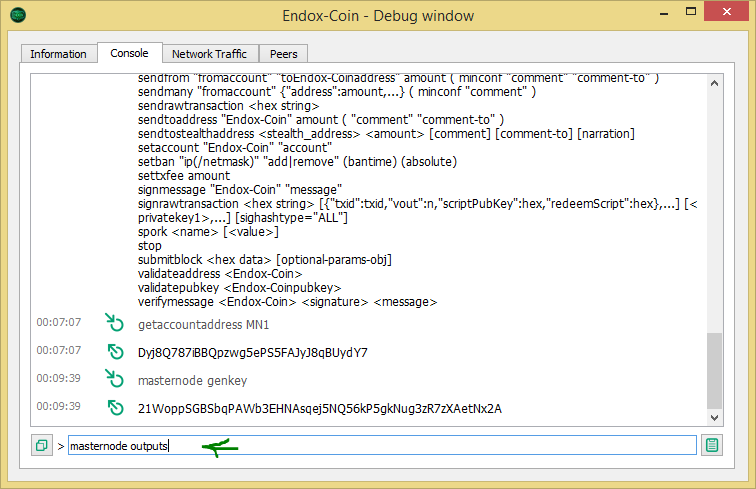 Endox-Coin - Debug window
Information
Console
Network Traffic
Peers
sendfrom "fromaccount" "toEndox-Coinaddress" amount ( minconf "comment" "comment-to" )
sendmany "fromaccount" {"address":amount,...} ( minconf "comment" )
sendrawtransaction <hex string>
sendtoaddress "Endox-Coin" amount ( "comment" "comment-to" )
sendtostealthaddress <stealth_address> <amount> [comment] [comment-to] [narration]
setaccount "Endox-Coin" "account"
setban "ip(/netmask)" "add|remove" (bantime) (absolute)
settxfee amount
signmessage "Endox-Coin" "message"
signrawtransaction <hex string> [{"txid":txid,"vout":n,"scriptPubKey":hex,"redeemScript":hex},...] [<
privatekey1>,...] [sighashtype="ALL"]
spork <name> [<value>]
stop
submitblock <hex data> [optional-params-obj]
validateaddress <Endox-Coin>
validatepubkey <Endox-Coinpubkey>
verifymessage <Endox-Coin> <signature> <message>
00:07:07 getaccountaddress MN1
00:07:07 Dyj8Q787iBBQpzwg5ePS5FAJyJ8qBUydY7
00:09:39 masternode genkey
00:09:39 21WoppSGBSbqPAWb3EHNAsqej5NQ56kP5gkNug3zR7zXAetNx2A
> masternode outputs